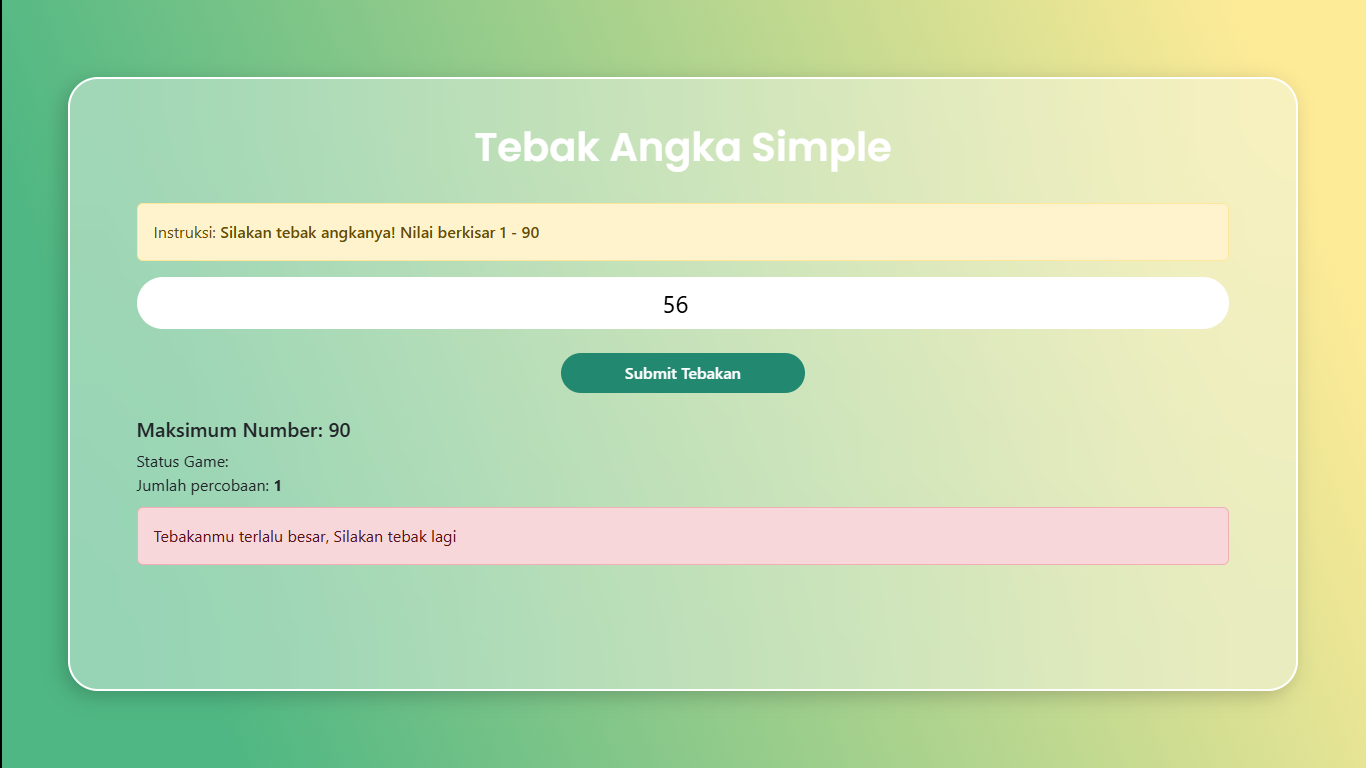 Tebak Angka Simple
Instruksi: Silakan tebak angkanya! Nilai berkisar 1 - 90
56
Submit Tebakan
Maksimum Number: 90
Status Game:
Jumlah percobaan: 1
Tebakanmu terlalu besar, Silakan tebak lagi